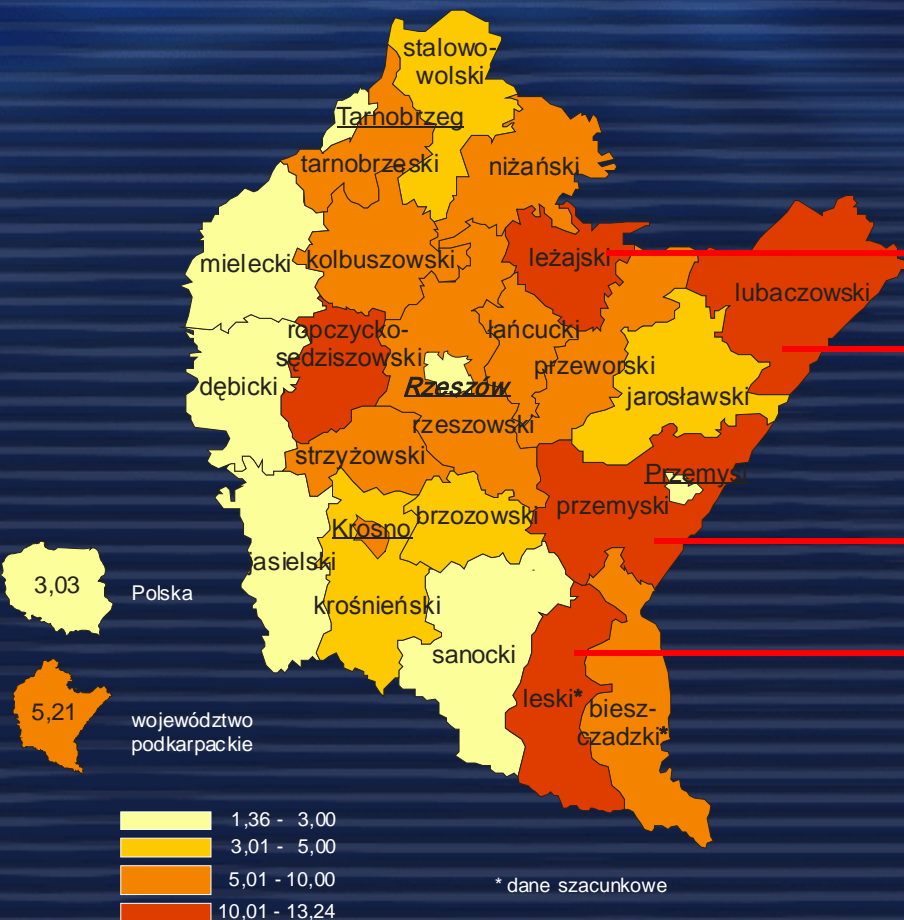 stalowo-
wolski
Tarnobrzeg
tarnobrzeski
niżański
mielecki
kolbuszowski
leżajski
lubaczowski
ropczycko-
sędziszowski
łańcucki
przeworski
dębicki
Rzeszów
jarosławski
rzeszowski
strzyżowski
Przemyśl
przemyski
brzozowski
Krosno
jasielski
krośnieński
sanocki
leski*
biesz-
czadzki*
3,03
Polska
5,21
województwo
podkarpackie
1,36 - 3,00
3,01 - 5,00
5,01 - 10,00
10,01 - 13,24
* dane szacunkowe